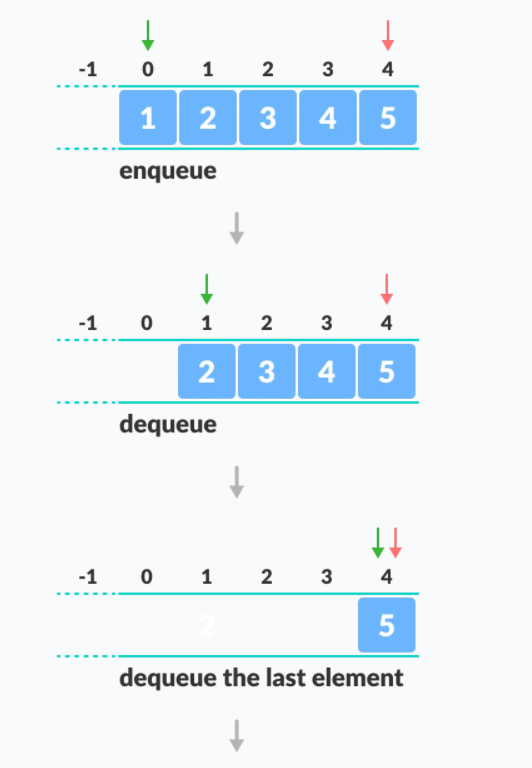 -1 0 1 2 3 4
1 2 3 4 5
enqueue
-1 0 1 2 3 4
2 3 4 5
dequeue
-1 0 1 2 3 4
2 5
dequeue the last element